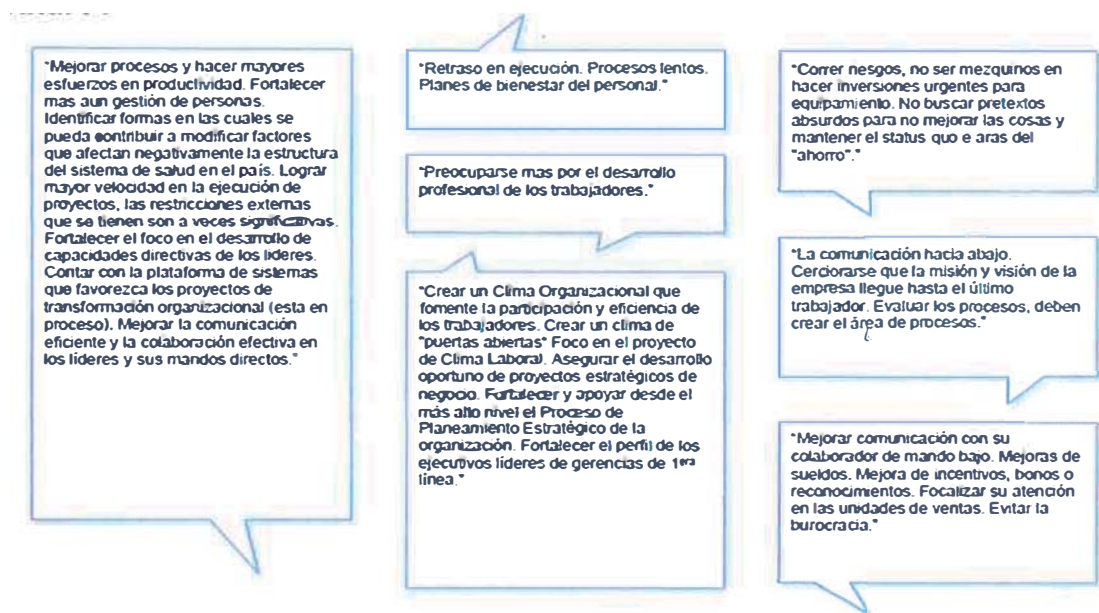 "Mejorar procesos y hacer mayores
esfuerzos en productividad. Fortalecer
mas aun gestión de personas.
Identificar formas en las cuales se
pueda contribuir a modificar factores
que afectan negativamente la estructura
del sistema de salud en el país. Lograr
mayor velocidad en la ejecución de
proyectos, las restricciones externas
que se tienen son a veces significativas.
Fortalecer el foco en el desarrollo de
capacidades directivas de los lideres.
Contar con la plataforma de sistemas
que favorezca los proyectos de
transformación organizacional (esta en
proceso). Mejorar la comunicación
eficiente y la colaboración efectiva en
los líderes y sus mandos directos."
"Retraso en ejecución. Procesos lentos.
Planes de bienestar del personal."
"Preocuparse mas por el desarrollo
profesional de los trabajadores."
"Crear un Clima Organizacional que
fomente la participación y eficiencia de
los trabajadores. Crear un clima de
"puertas abiertas" Foco en el proyecto
de Clima Laboral. Asegurar el desarrollo
oportuno de proyectos estratégicos de
negocio. Fortalecer y apoyar desde el
más alto nivel el Proceso de
Planeamiento Estratégico de la
organización. Fortalecer el perfil de los
ejecutivos líderes de gerencias de 1era
línea."
"Correr riesgos, no ser mezquinos en
hacer inversiones urgentes para
equipamiento. No buscar pretextos
absurdos para no mejorar las cosas y
mantener el status quo e aras del
"ahorro"."
"La comunicación hacia abajo.
Cerciorarse que la misión y visión de la
empresa llegue hasta el último
trabajador. Evaluar los procesos, deben
crear el área de procesos."
"Mejorar comunicación con su
colaborador de mando bajo. Mejoras de
sueldos. Mejora de incentivos, bonos o
reconocimientos. Focalizar su atención
en las unidades de ventas. Evitar la
burocracia."